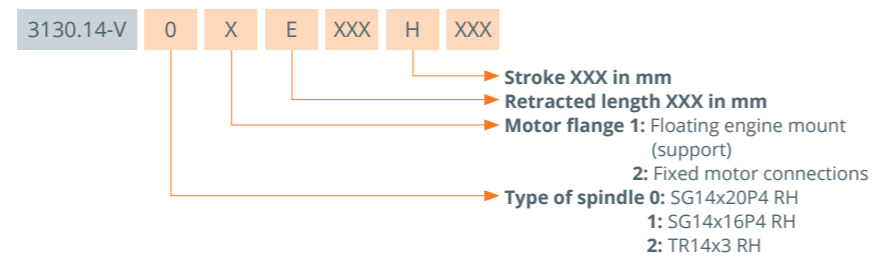 3130.14-V 0 X E XXX H XXX
Stroke XXX in mm
Retracted length XXX in mm
Motor flange 1: Floating engine mount
(support)
2: Fixed motor connections
Type of spindle 0: SG14x20P4 RH
1: SG14x16P4 RH
2: TR14x3 RH